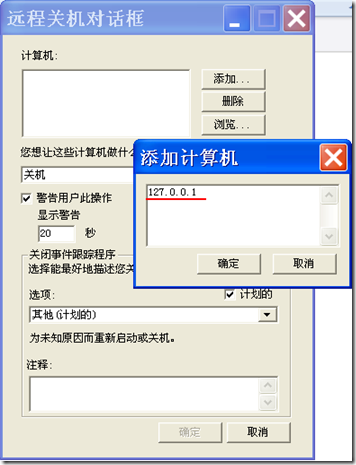 远程关机对话框
计算机:
添加...
删除
浏览...
您想让这些计算机做什么
关机
警告用户此操作
显示警告
20 秒
关闭事件跟踪程序
选择能最好地描述您关
选项:
计划的
其他(计划的)
为未知原因而重新启动或关机。
注释:
确定
取消
添加计算机
127.0.0.1
确定
取消